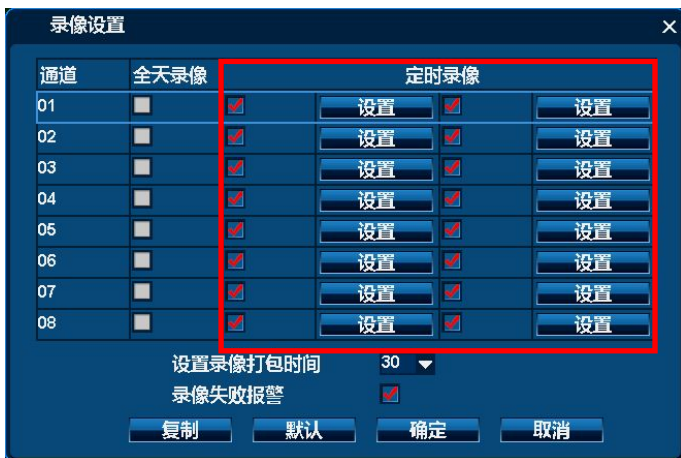 录像设置
通道 全天录像 定时录像
01 设置 设置
02 设置 设置
03 设置 设置
04 设置 设置
05 设置 设置
06 设置 设置
07 设置 设置
08 设置 设置
设置录像打包时间 30
录像失败报警
复制 默认 确定 取消